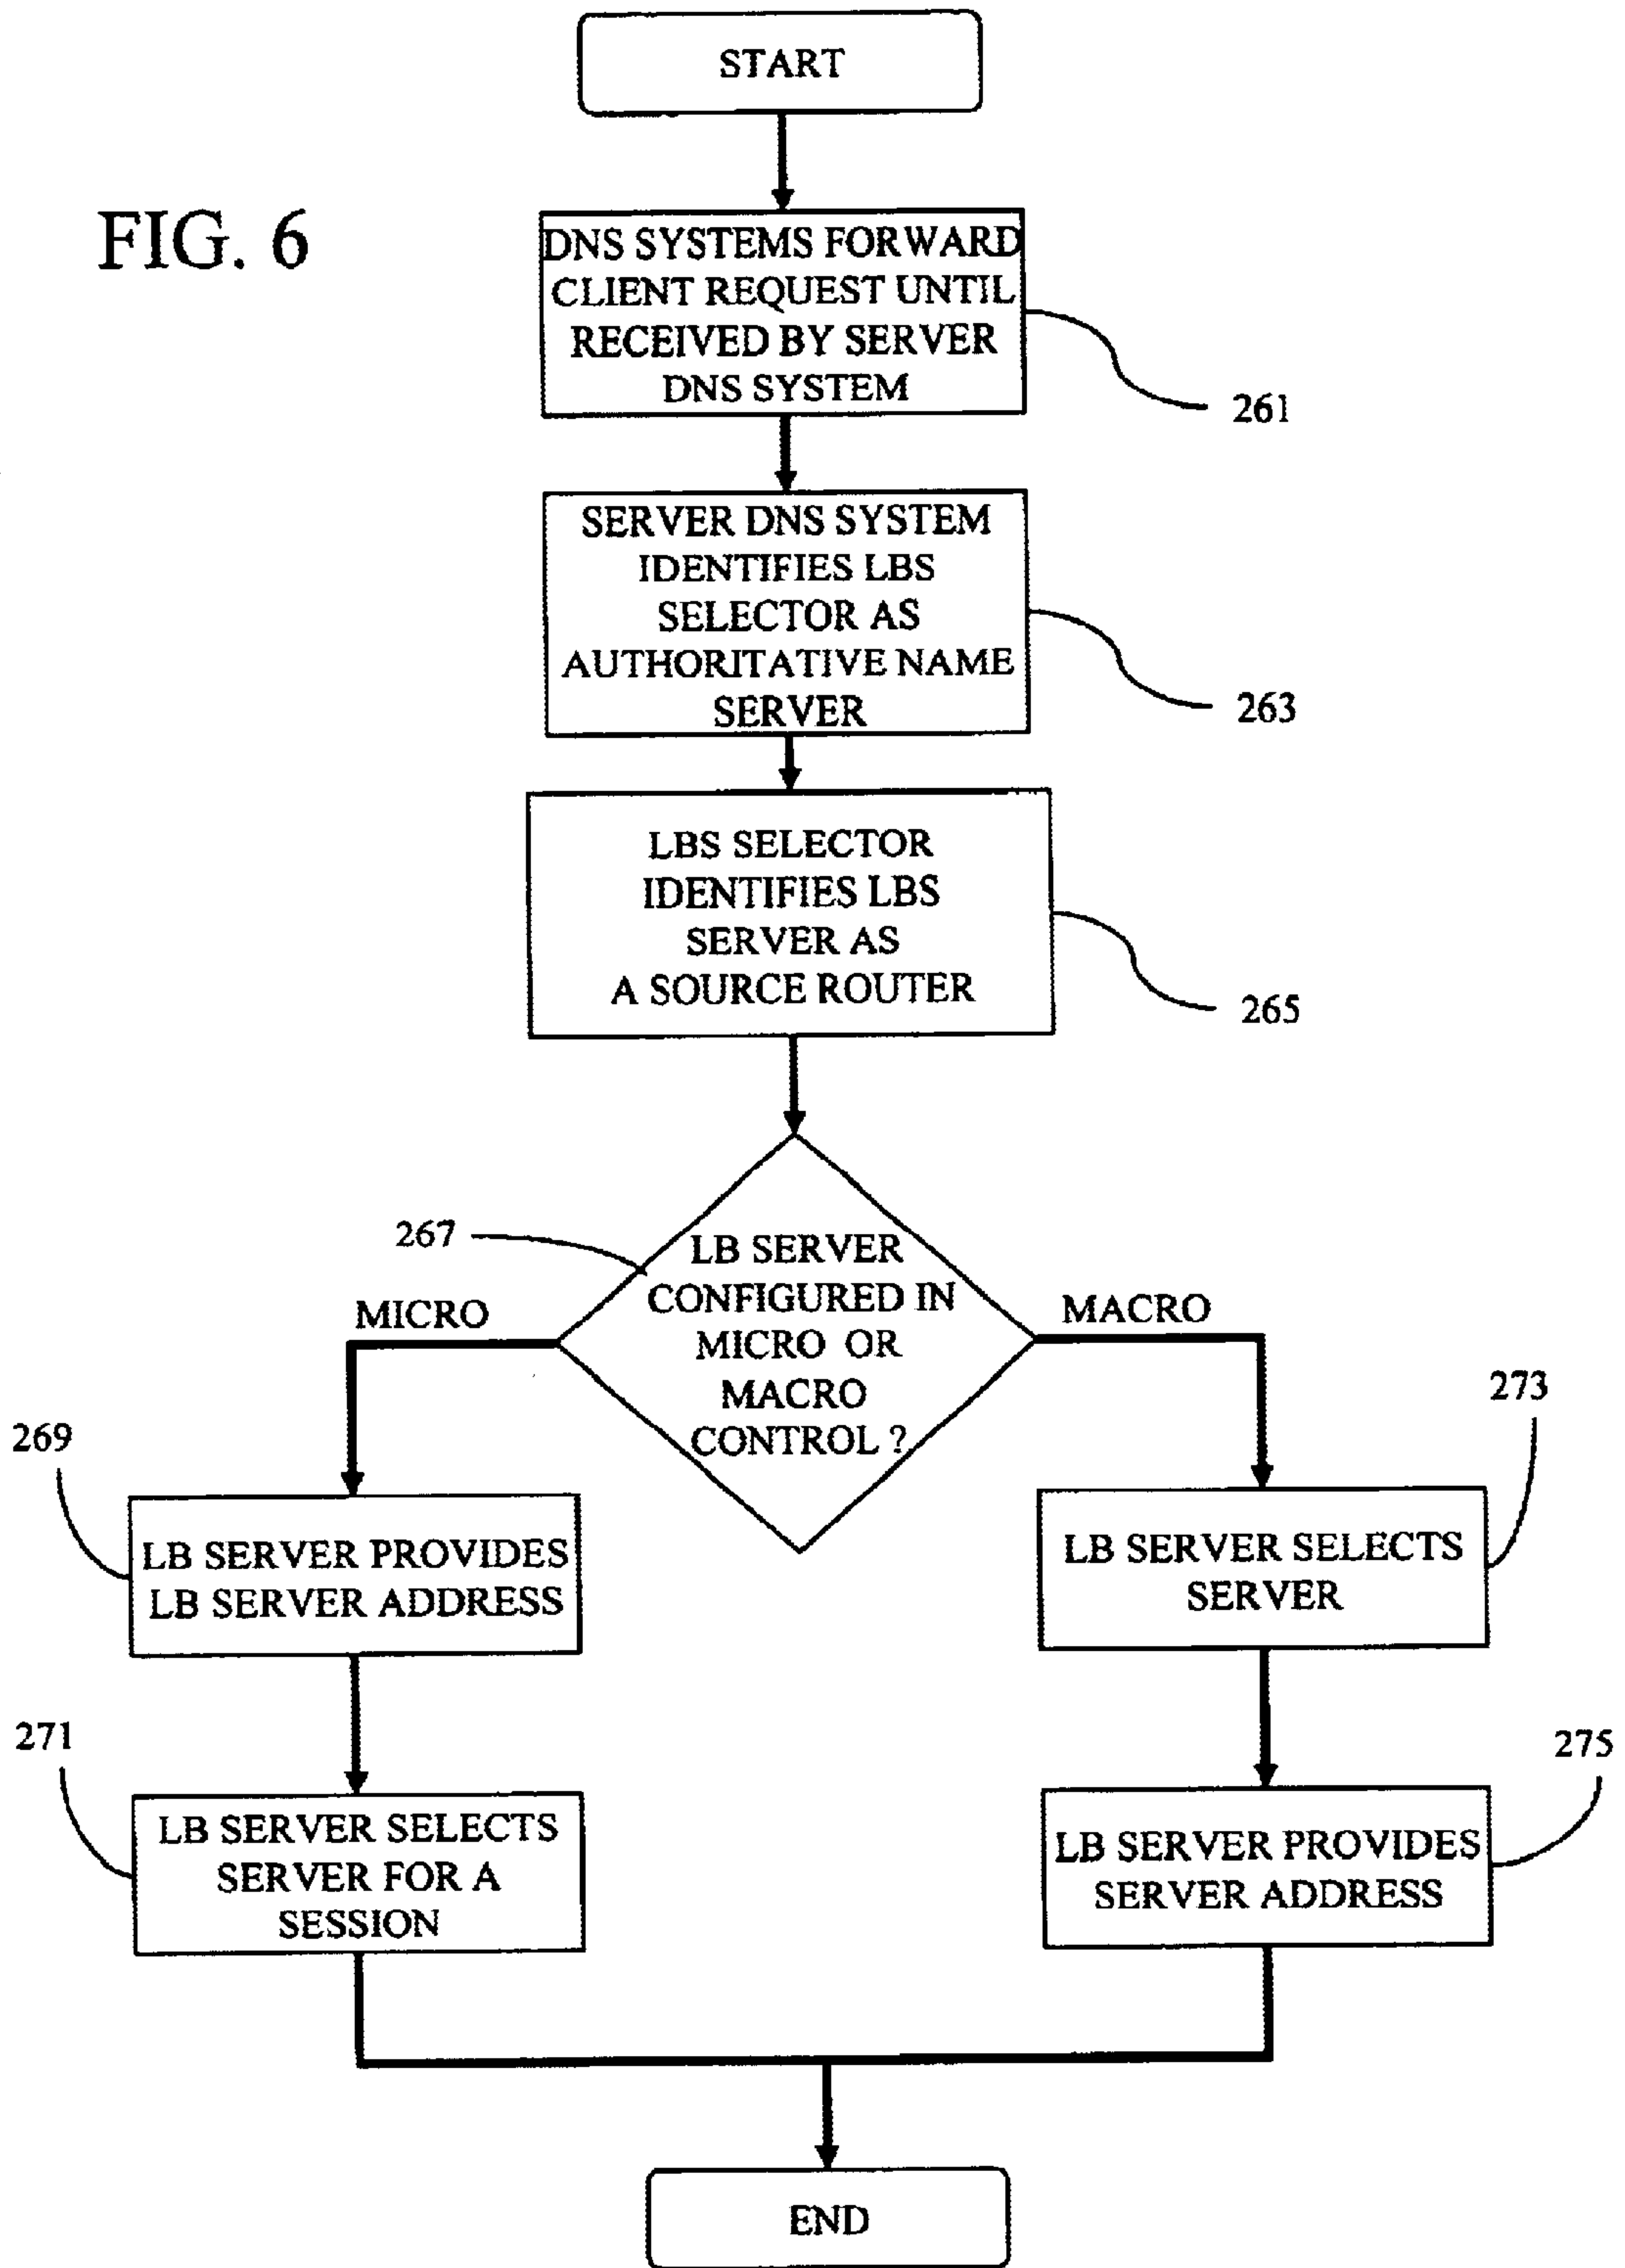 START
FIG. 6
DNS SYSTEMS FORWARD
CLIENT REQUEST UNTIL
RECEIVED BY SERVER
DNS SYSTEM
261
SERVER DNS SYSTEM
IDENTIFIES LBS
SELECTOR AS
AUTHORITATIVE NAME
SERVER
263
LBS SELECTOR
IDENTIFIES LBS
SERVER AS
A SOURCE ROUTER
265
267
LB SERVER
CONFIGURED IN
MICRO OR
MACRO
CONTROL ?
MICRO
MACRO
269
LB SERVER PROVIDES
LB SERVER ADDRESS
273
LB SERVER SELECTS
SERVER
271
LB SERVER SELECTS
SERVER FOR A
SESSION
275
LB SERVER PROVIDES
SERVER ADDRESS
END